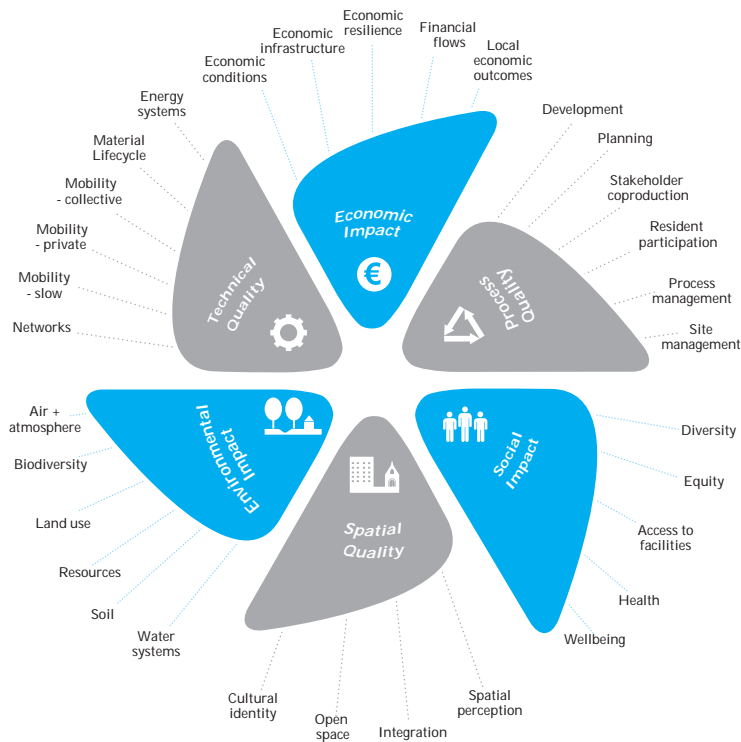 Economic
conditions
Economic
infrastructure
Economic
resilience
Financial
flows
Local
economic
outcomes
Economic
Impact
€
Development
Planning
Stakeholder
coproduction
Resident
participation
Process
management
Site
management
Process
Quality
Diversity
Equity
Access to
facilities
Health
Wellbeing
Social
Impact
Spatial
perception
Integration
Open
space
Cultural
identity
Spatial
Quality
Water
systems
Soil
Resources
Land use
Biodiversity
Air +
atmosphere
Environmental
Impact
Networks
Mobility
- slow
Mobility
- private
Mobility
- collective
Material
Lifecycle
Energy
systems
Technical
Quality